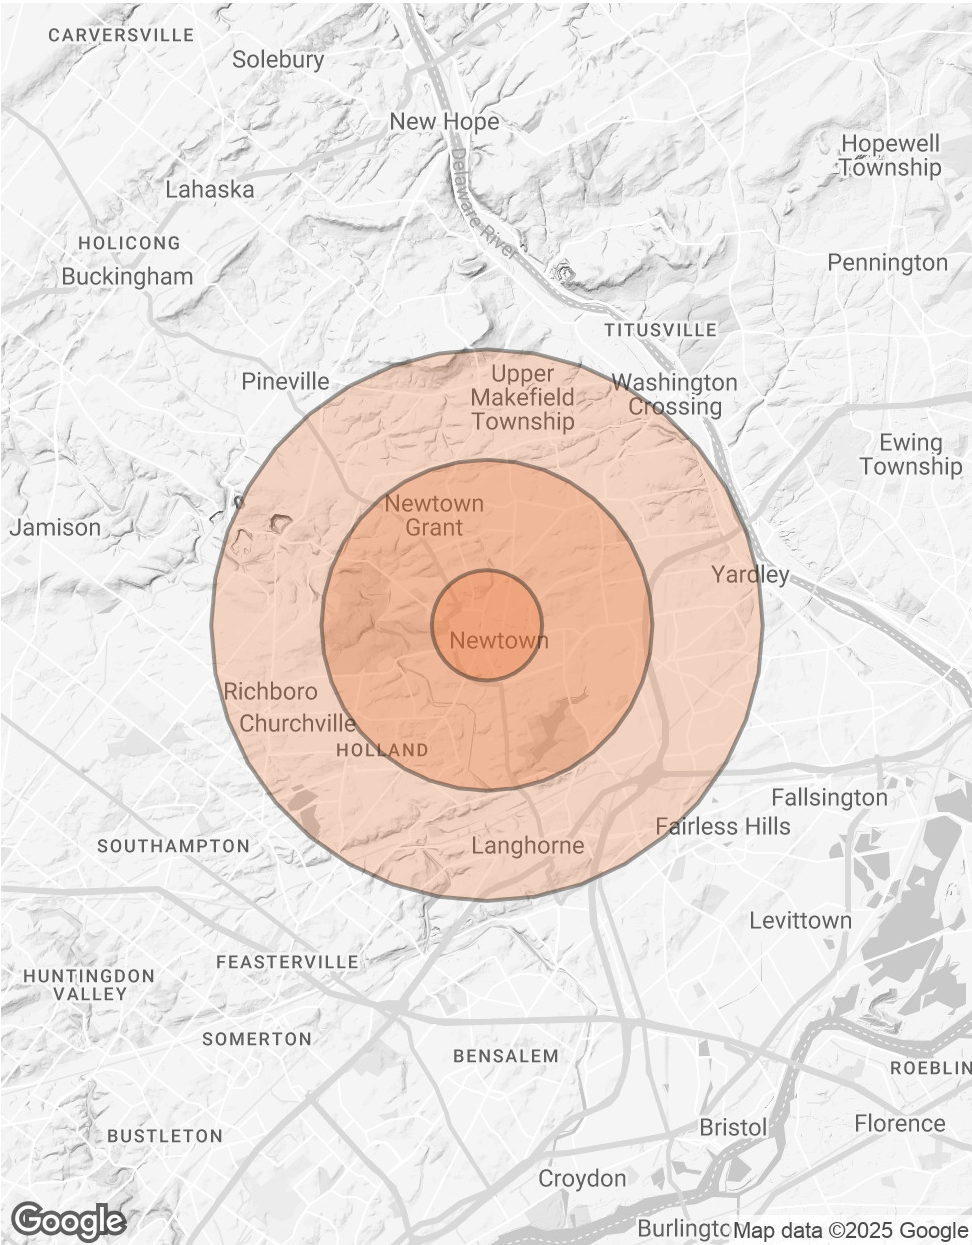 CARVERSVILLE
Solebury
New Hope
Hopewell
Township
Delaware River
Lahaska
HOLICONG
Buckingham
Pennington
TITUSVILLE
Pineville
Upper
Makefield
Township
Washington
Crossing
Ewing
Township
Newtown
Grant
Jamison
Yardley
Newtown
Richboro
Churchville
HOLLAND
Fallsington
Fairless Hills
SOUTHAMPTON
Langhorne
Levittown
FEASTERVILLE
HUNTINGDON
VALLEY
SOMERTON
BENSALEM
ROEBLIN
BUSTLETON
Bristol
Florence
Croydon
Google
Burlingto
Map data ©2025 Google